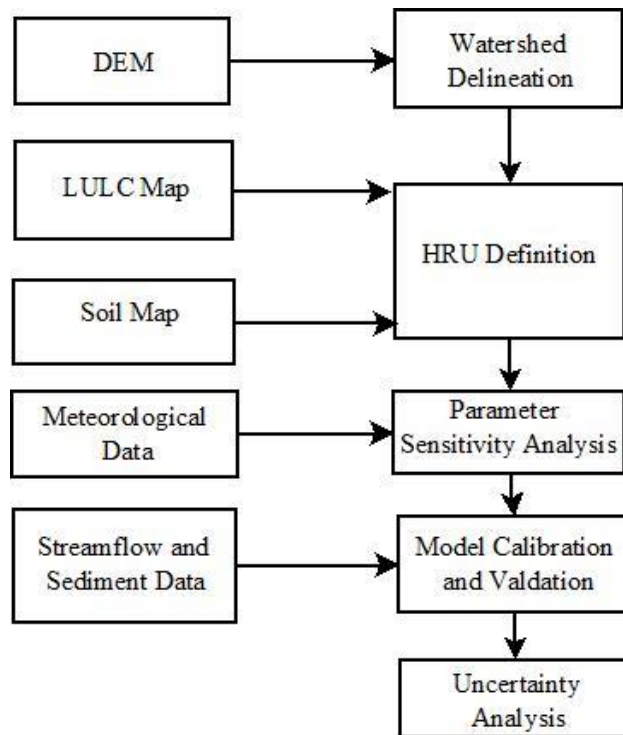 DEM
Watershed
Delineation
LULC Map
HRU Definition
Soil Map
Meteorological
Data
Parameter
Sensitivity Analysis
Streamflow and
Sediment Data
Model Calibration
and Valdation
Uncertainty
Analysis